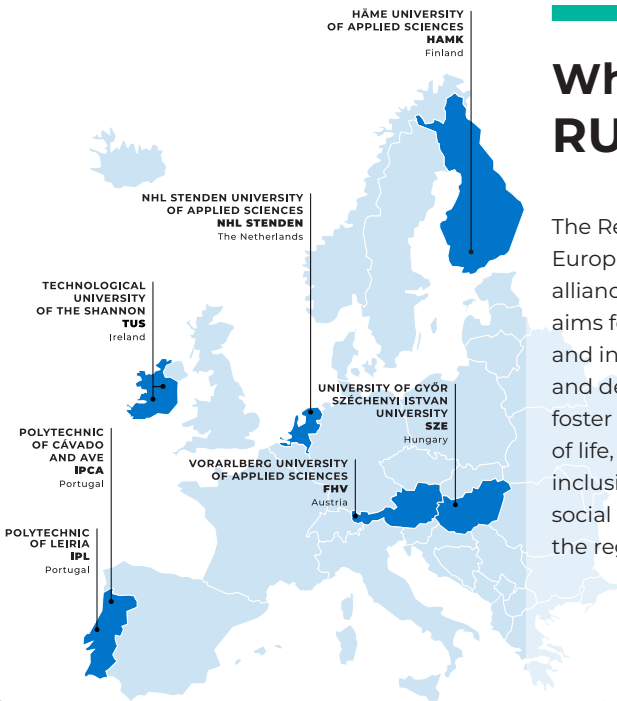 HÄME UNIVERSITY
OF APPLIED SCIENCES
HAMK
Finland
NHL STENDEN UNIVERSITY
OF APPLIED SCIENCES
NHL STENDEN
The Netherlands
TECHNOLOGICAL
UNIVERSITY
OF THE SHANNON
TUS
Ireland
UNIVERSITY OF GYŐR
SZÉCHENYI ISTVAN
UNIVERSITY
SZE
Hungary
POLYTECHNIC
OF CÁVADO
AND AVE
IPCA
Portugal
VORARLBERG UNIVERSITY
OF APPLIED SCIENCES
FHV
Austria
POLYTECHNIC
OF LEIRIA
IPL
Portugal
Wh
RU
The Re
Europ
allianc
aims fo
and in
and de
foster
of life,
inclusi
social
the reg